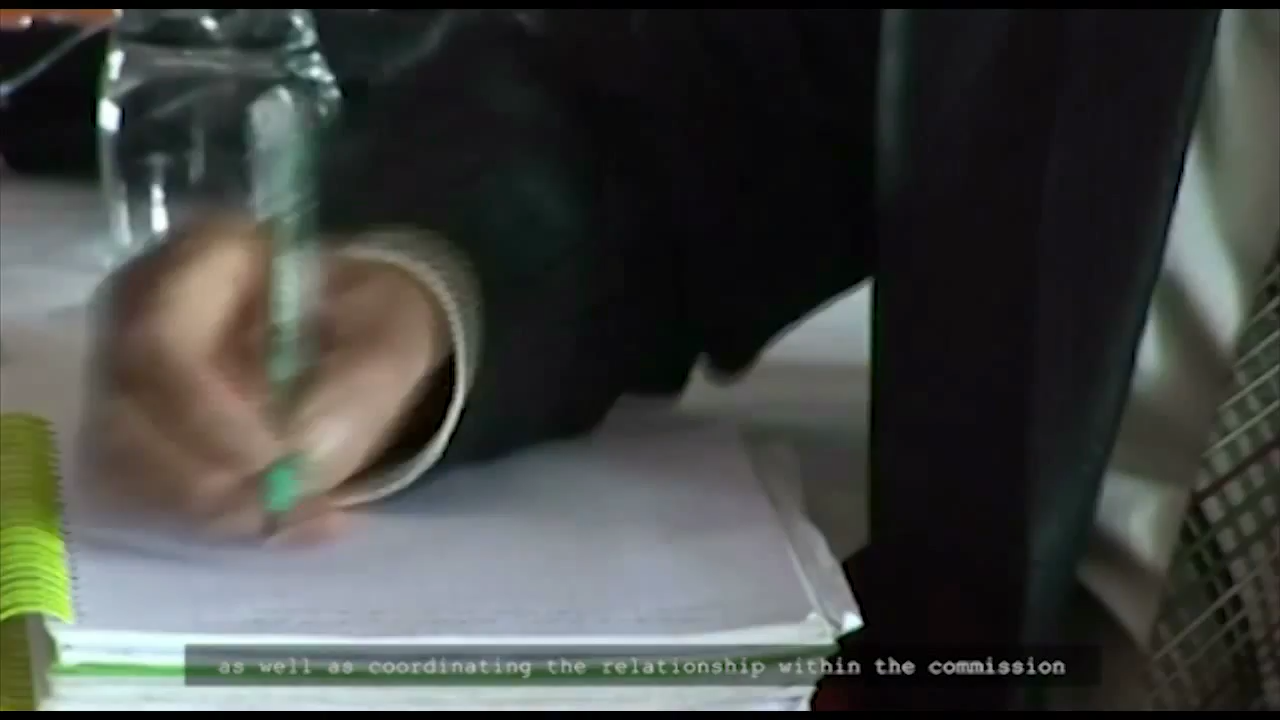 as well as coordinating the relationship within the commission